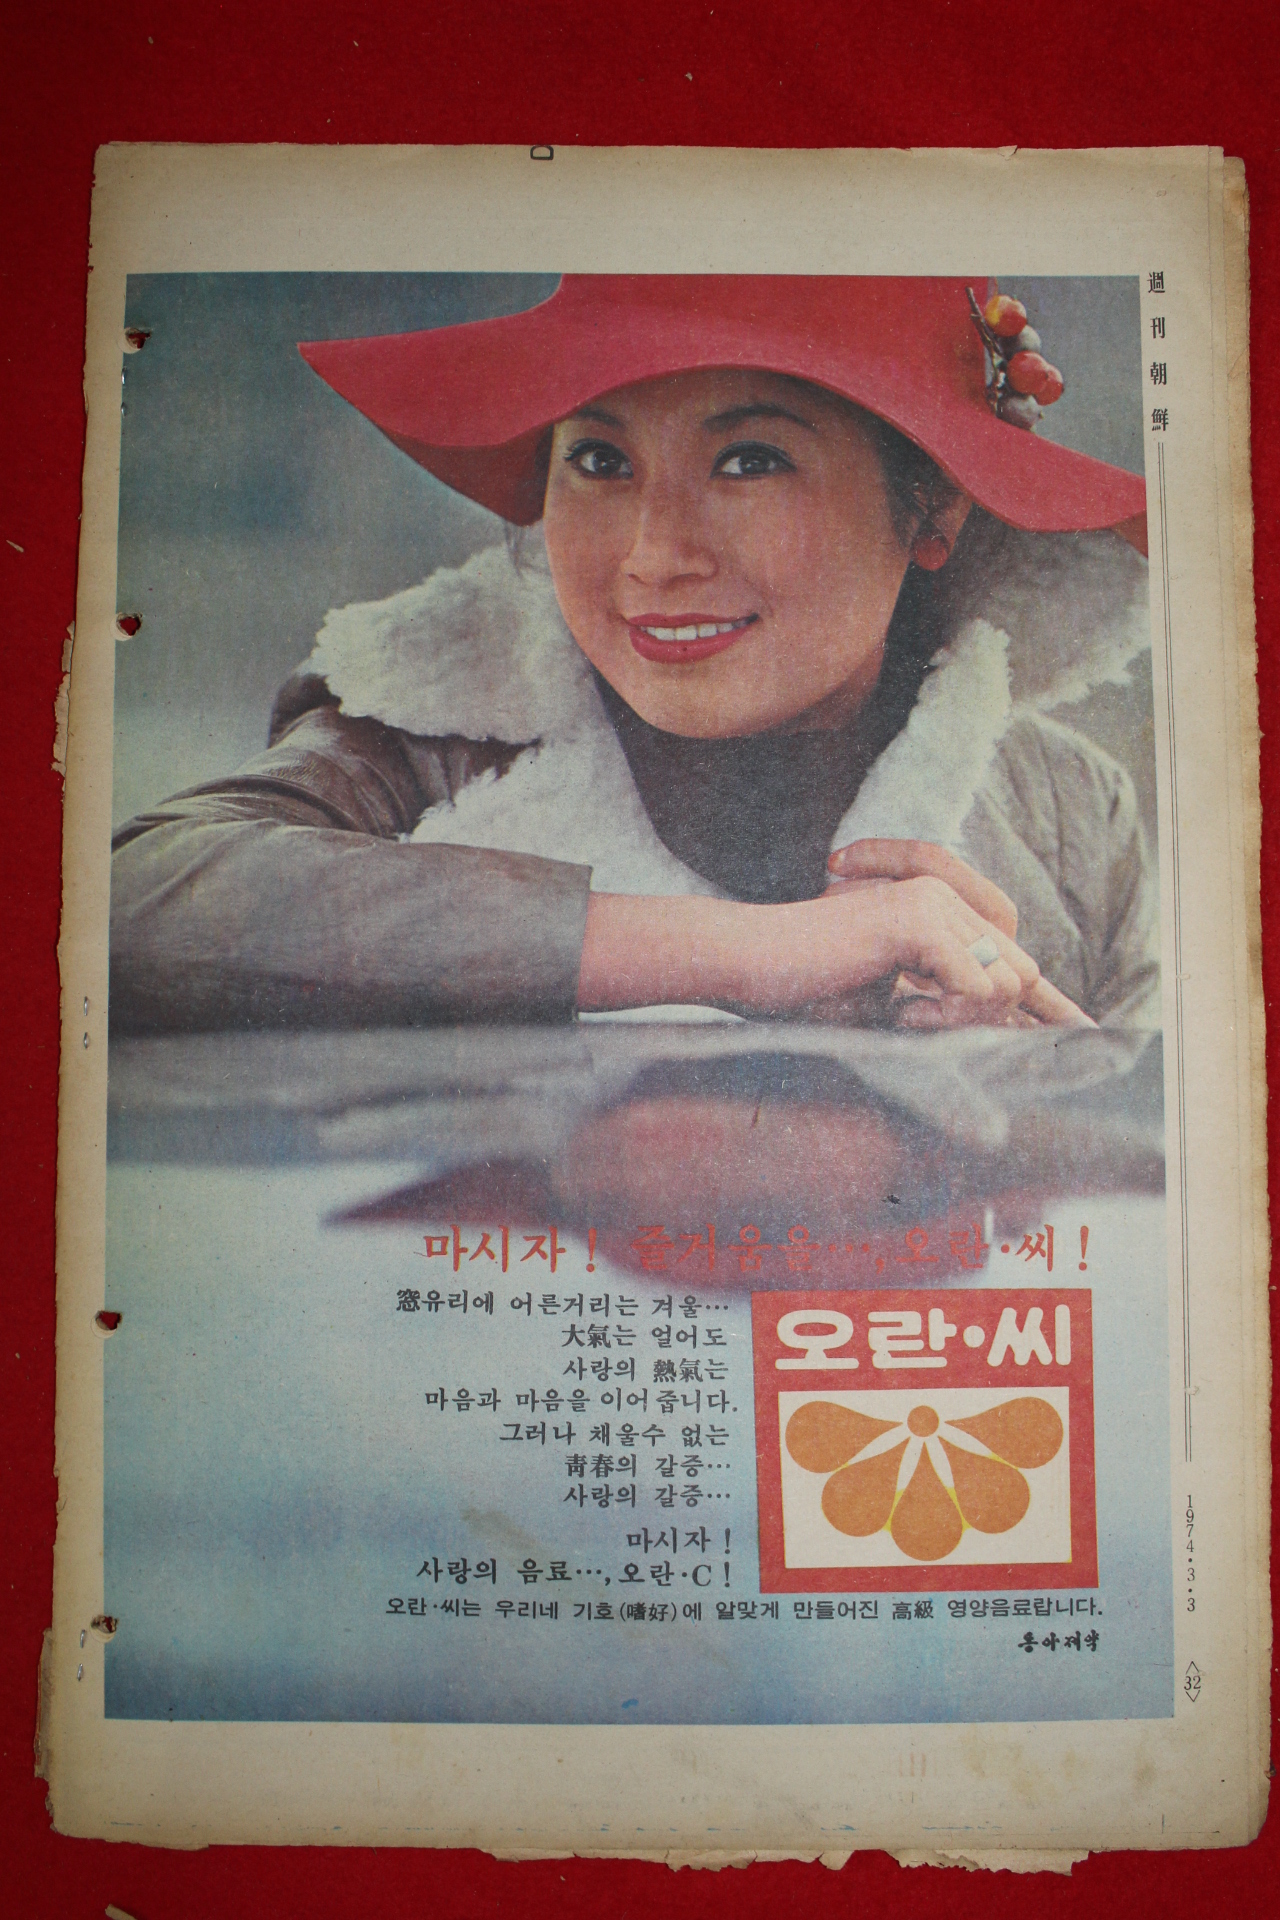 週刊朝鮮
마시자! 즐거움을…, 오란·씨!
窓유리에 어른거리는 겨울…
大氣는 얼어도
사랑의 熱氣는
마음과 마음을 이어 줍니다.
그러나 채울수 없는
靑春의 갈증…
사랑의 갈증…
마시자!
사랑의 음료…, 오란·C!
오란·씨
오란·씨는 우리네 기호(嗜好)에 알맞게 만들어진 高級 영양음료랍니다.
동아제약
1974·3·3
32